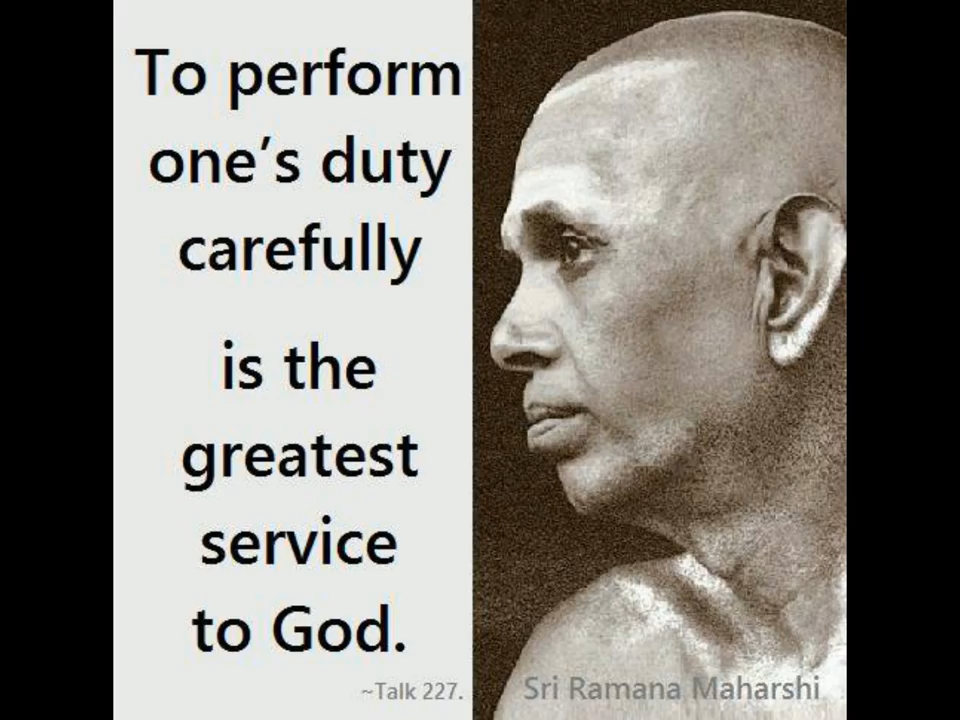 To perform
one’s duty
carefully
is the
greatest
service
to God.
~Talk 227.
Sri Ramana Maharshi